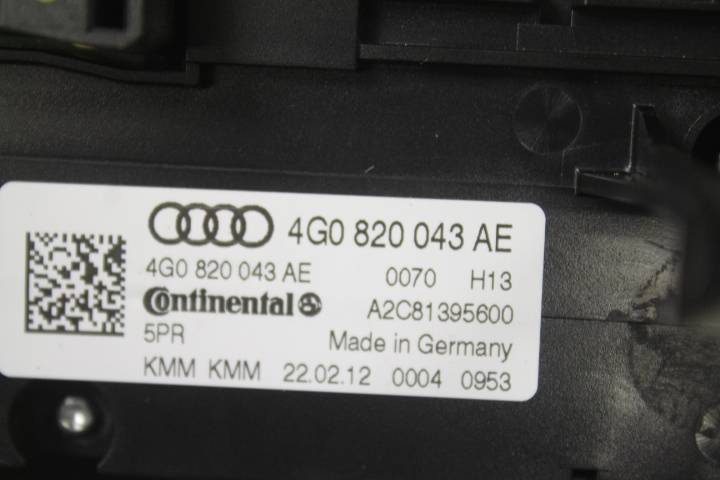 4G0 820 043 AE
4G0 820 043 AE 0070 H13
Continental A2C81395600
5PR Made in Germany
KMM KMM 22.02.12 0004 0953